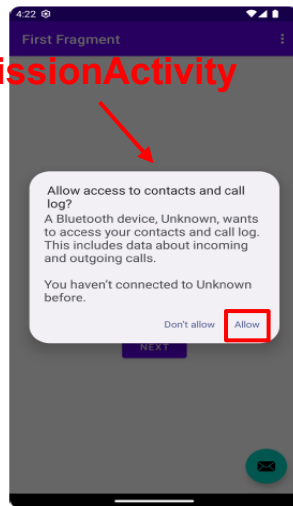 4:22
First Fragment
issionActivity
Allow access to contacts and call
log?
A Bluetooth device, Unknown, wants
to access your contacts and call log.
This includes data about incoming
and outgoing calls.
You haven't connected to Unknown
before.
Don't allow Allow
NEXT